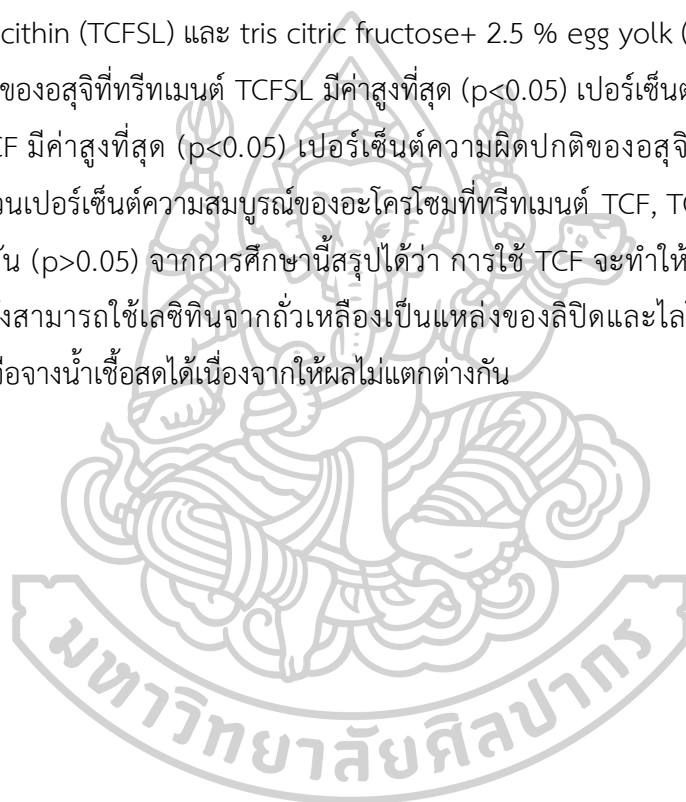 cithin (TCFSL) และ tris citric fructose+ 2.5 % egg yolk (
ของอสุจิที่ทรีทเมนต์ TCFSL มีค่าสูงที่สุด (p<0.05) เปอร์เซ็นต์
CF มีค่าสูงที่สุด (p<0.05) เปอร์เซ็นต์ความผิดปกติของอสุจิ
วนเปอร์เซ็นต์ความสมบูรณ์ของอะโครโซมที่ทรีทเมนต์ TCF, TC
กัน (p>0.05) จากการศึกษานี้สรุปได้ว่า การใช้ TCF จะทำให้
งสามารถใช้เลซิทินจากถั่วเหลืองเป็นแหล่งของลิปิดและไล
จือจางน้ำเชื้อสดได้เนื่องจากให้ผลไม่แตกต่างกัน
มหาวิทยาลัยศิลปากร